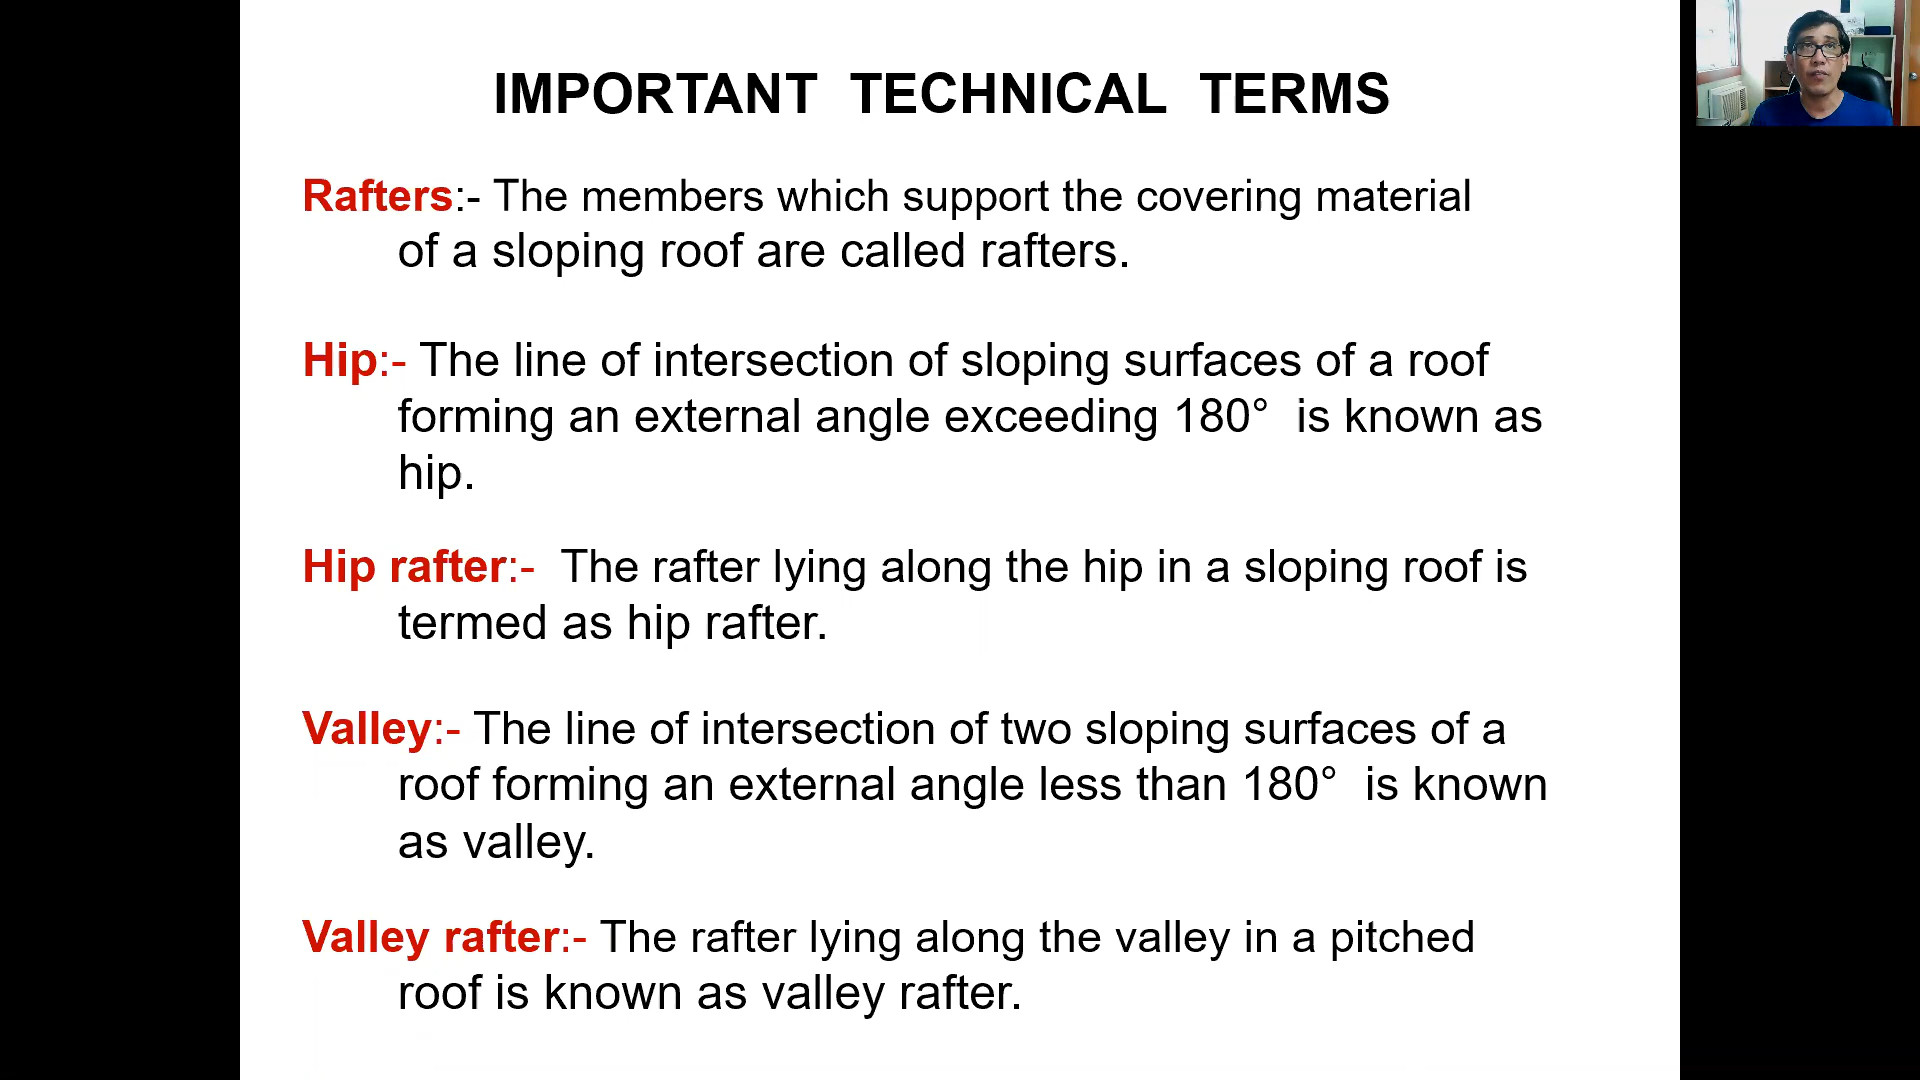 IMPORTANT TECHNICAL TERMS
Rafters:- The members which support the covering material
of a sloping roof are called rafters.
Hip:- The line of intersection of sloping surfaces of a roof
forming an external angle exceeding 180° is known as
hip.
Hip rafter:- The rafter lying along the hip in a sloping roof is
termed as hip rafter.
Valley:- The line of intersection of two sloping surfaces of a
roof forming an external angle less than 180° is known
as valley.
Valley rafter:- The rafter lying along the valley in a pitched
roof is known as valley rafter.